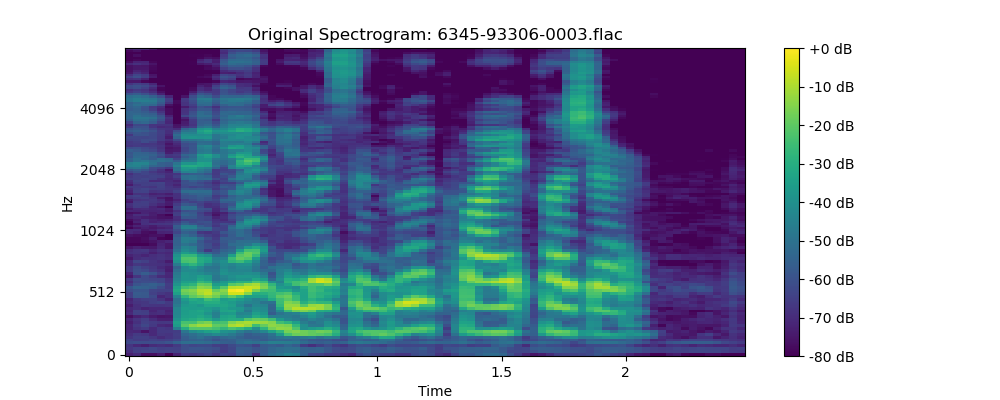 Original Spectrogram: 6345-93306-0003.flac
Hz
4096
2048
1024
512
0
0
0.5
1
1.5
2
Time
+0 dB
-10 dB
-20 dB
-30 dB
-40 dB
-50 dB
-60 dB
-70 dB
-80 dB